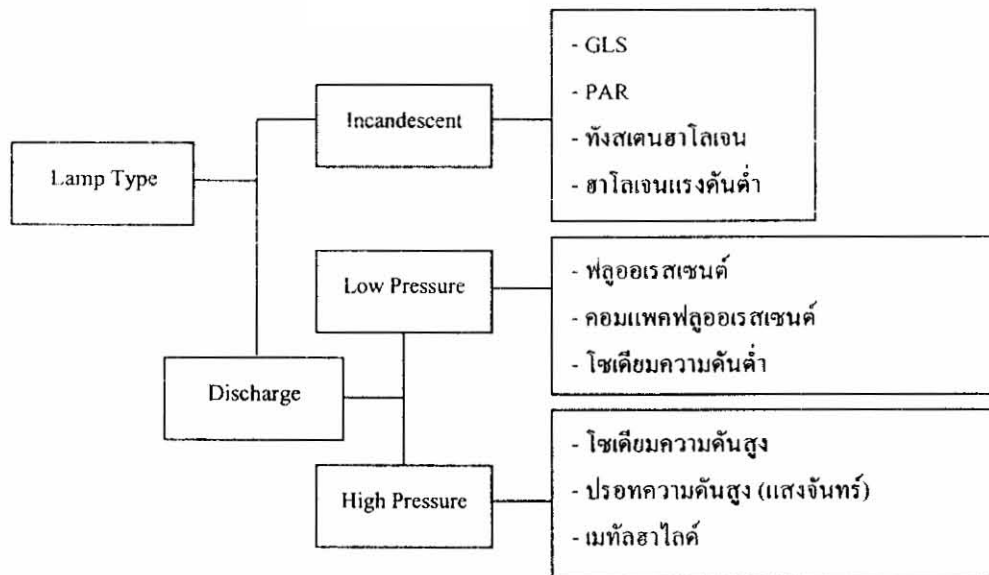 Lamp Type
Incandescent
- GLS
- PAR
- ทังสเตนฮาโลเจน
- ฮาโลเจนแรงดันต่ำ
Discharge
Low Pressure
- ฟลูออเรสเซนต์
- คอมแพคฟลูออเรสเซนต์
- โซเดียมความดันต่ำ
High Pressure
- โซเดียมความดันสูง
- ปรอทความดันสูง (แสงจันทร์)
- เมทัลฮาไลด์